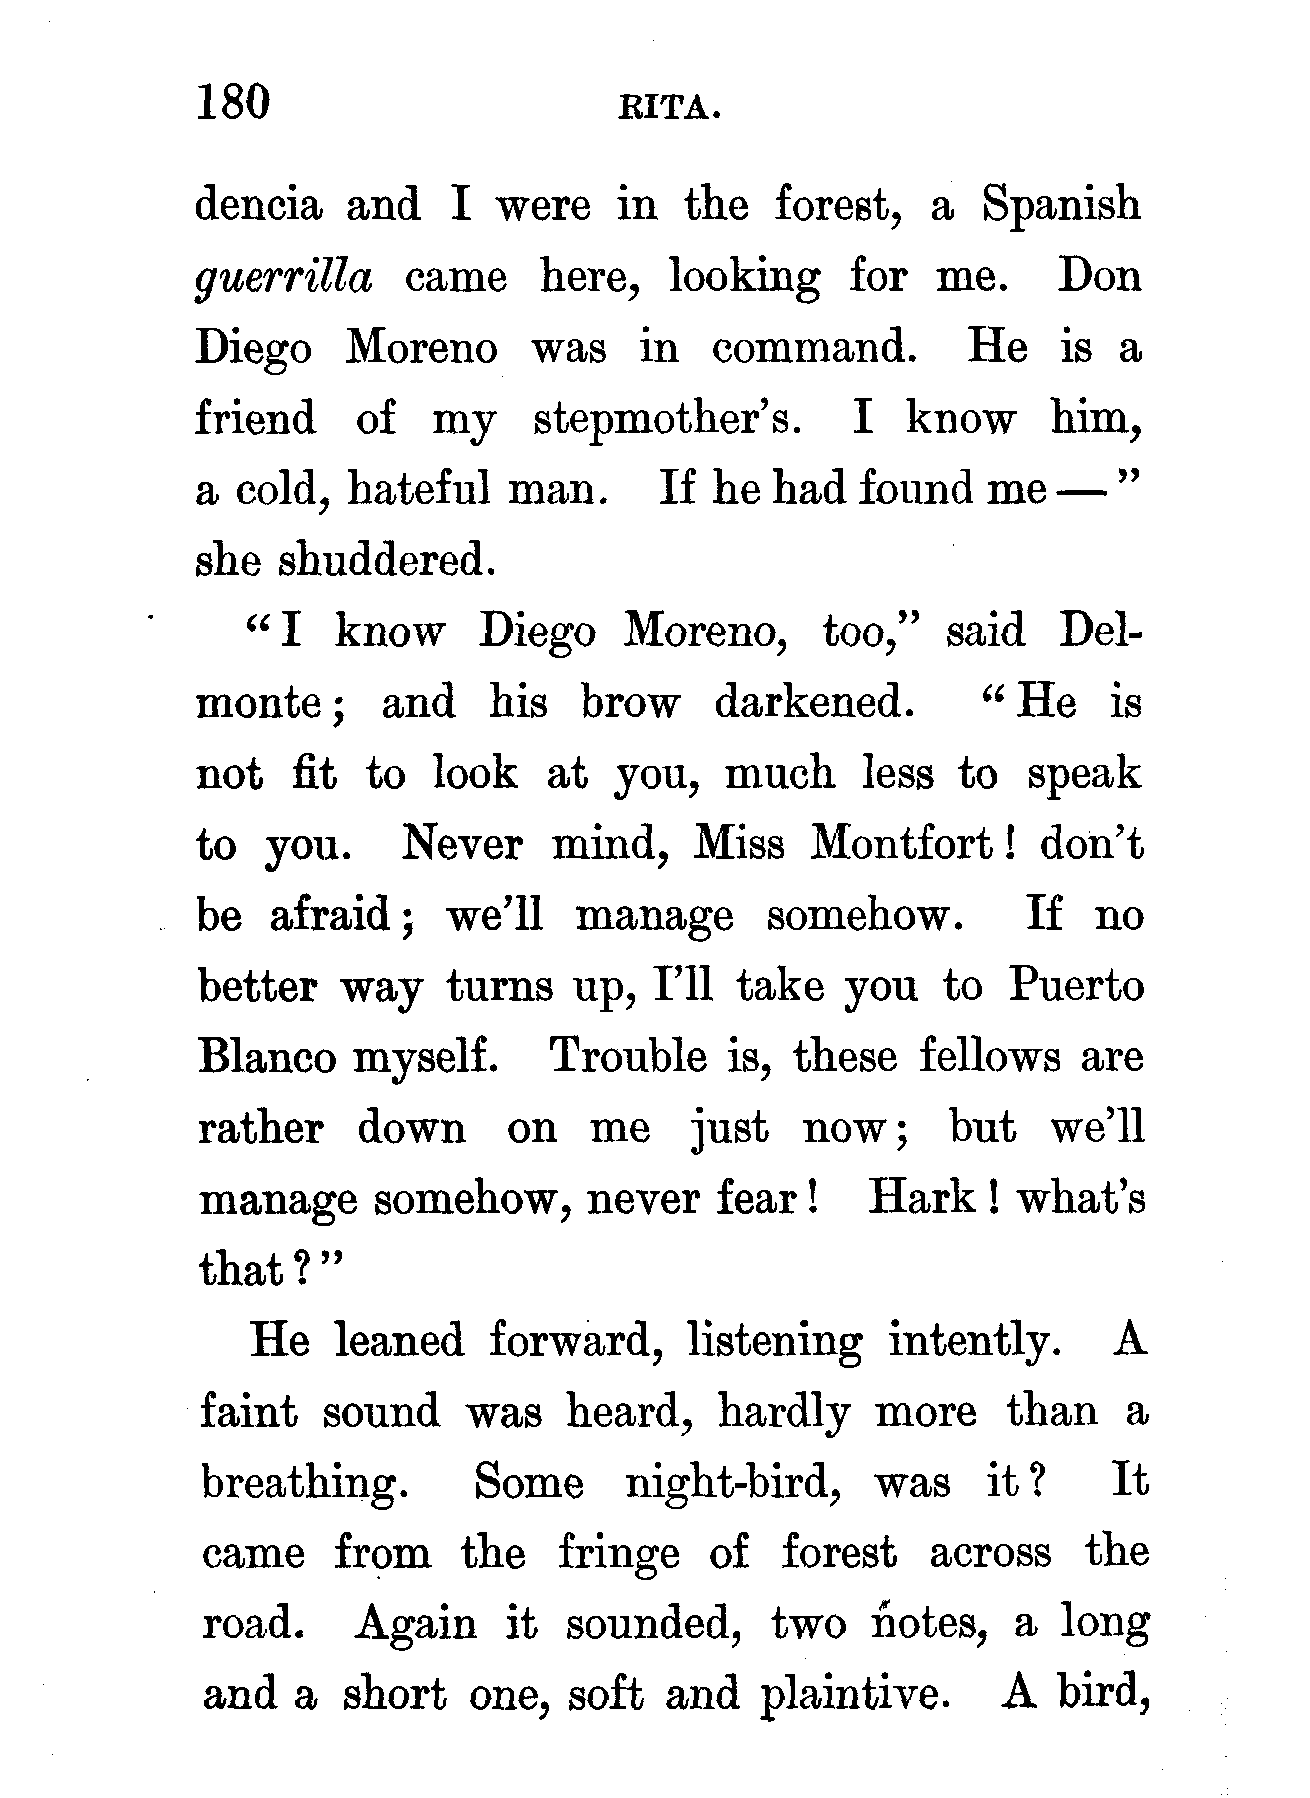 180 RITA.
dencia and I were in the forest, a Spanish
guerrilla came here, looking for me. Don
Diego Moreno was in command. He is a
friend of my stepmother's. I know him,
a cold, hateful man. If he had found me — ”
she shuddered.
“ I know Diego Moreno, too,” said Del-
monte ; and his brow darkened. “ He is
not fit to look at you, much less to speak
to you. Never mind, Miss Montfort ! don't
be afraid ; we'll manage somehow. If no
better way turns up, I'll take you to Puerto
Blanco myself. Trouble is, these fellows are
rather down on me just now ; but we'll
manage somehow, never fear ! Hark ! what's
that ? ”
He leaned forward, listening intently. A
faint sound was heard, hardly more than a
breathing. Some night-bird, was it ? It
came from the fringe of forest across the
road. Again it sounded, two notes, a long
and a short one, soft and plaintive. A bird,